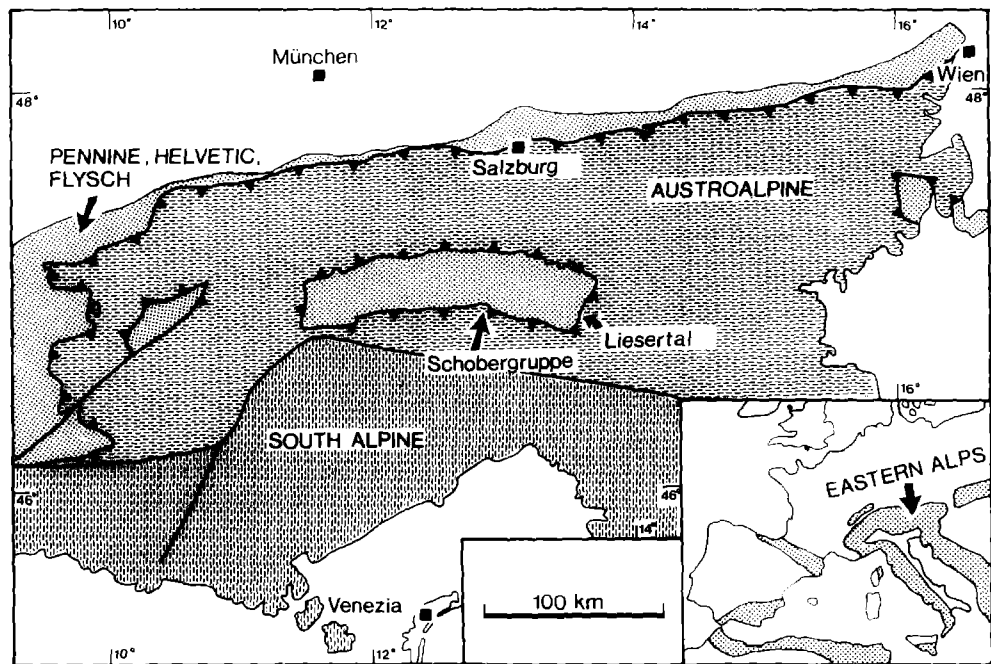 10°
12°
14°
16°
München
Wien
48°
48°
PENNINE, HELVETIC,
FLYSCH
Salzburg
AUSTROALPINE
Liesertal
Schobergruppe
16°
SOUTH ALPINE
EASTERN ALPS
46°
46°
14°
100 km
Venezia
10°
12°